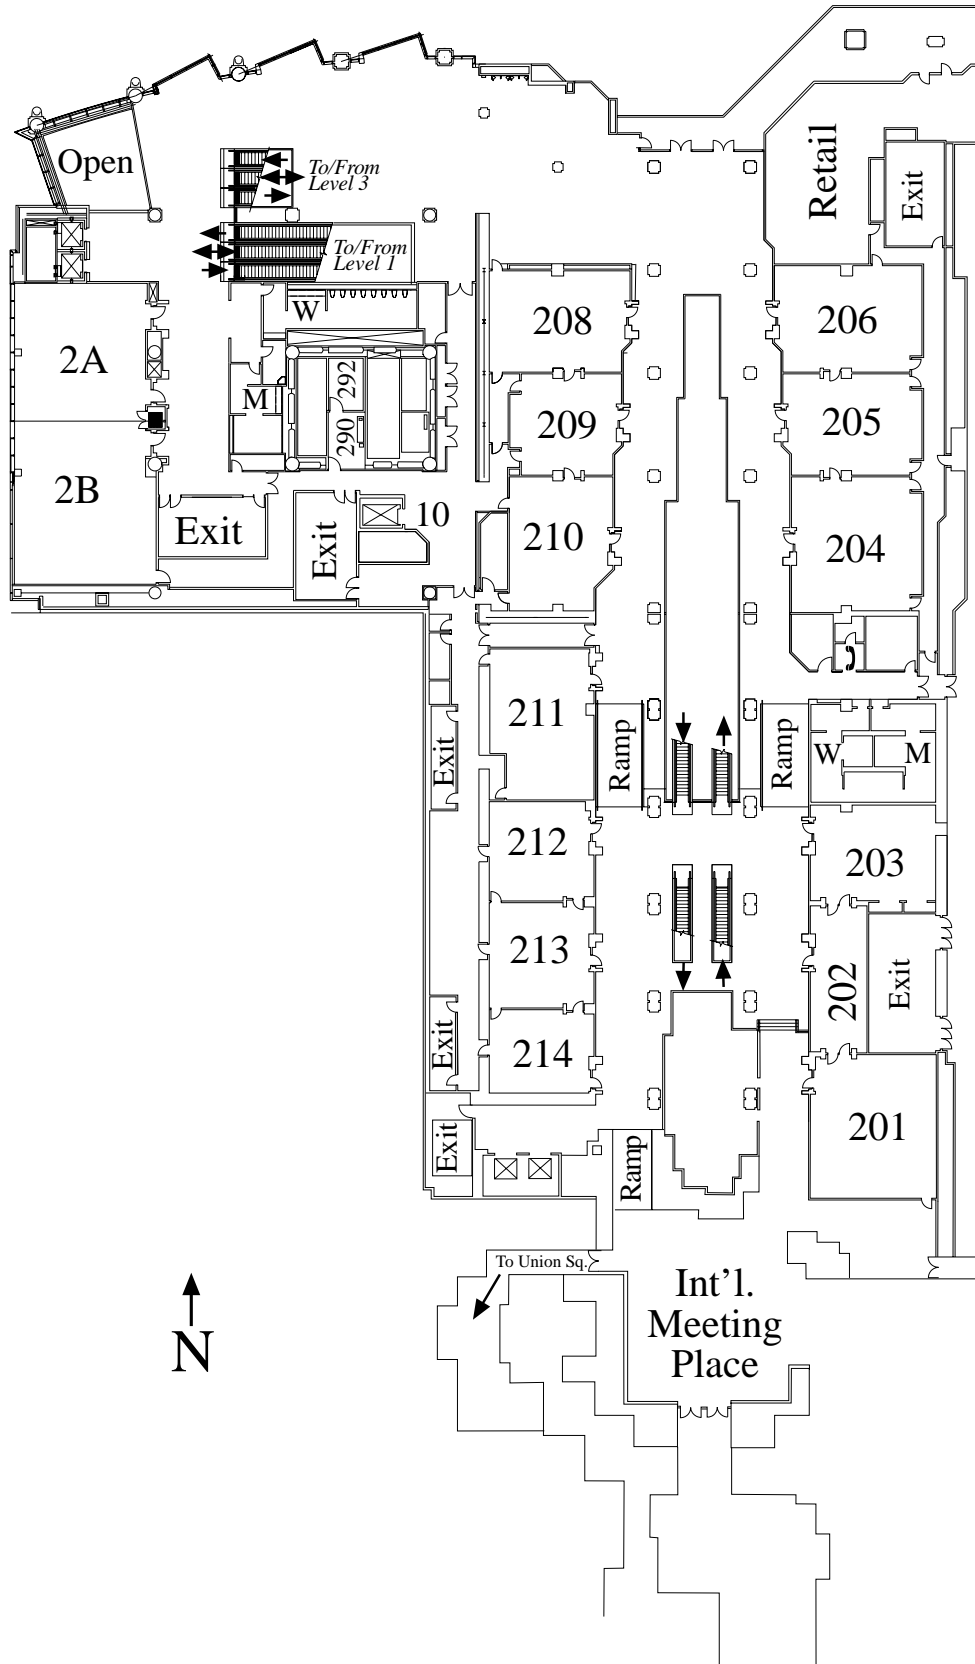 Open
To/From
Level 3
To/From
Level 1
Retail
Exit
W
208
206
2A
292
M
209
205
290
2B
10
Exit
Exit
210
204
211
Ramp
Ramp
Exit
W
M
212
203
213
202
Exit
Exit
214
201
Exit
Ramp
To Union Sq.
Int’l.
Meeting
Place
N